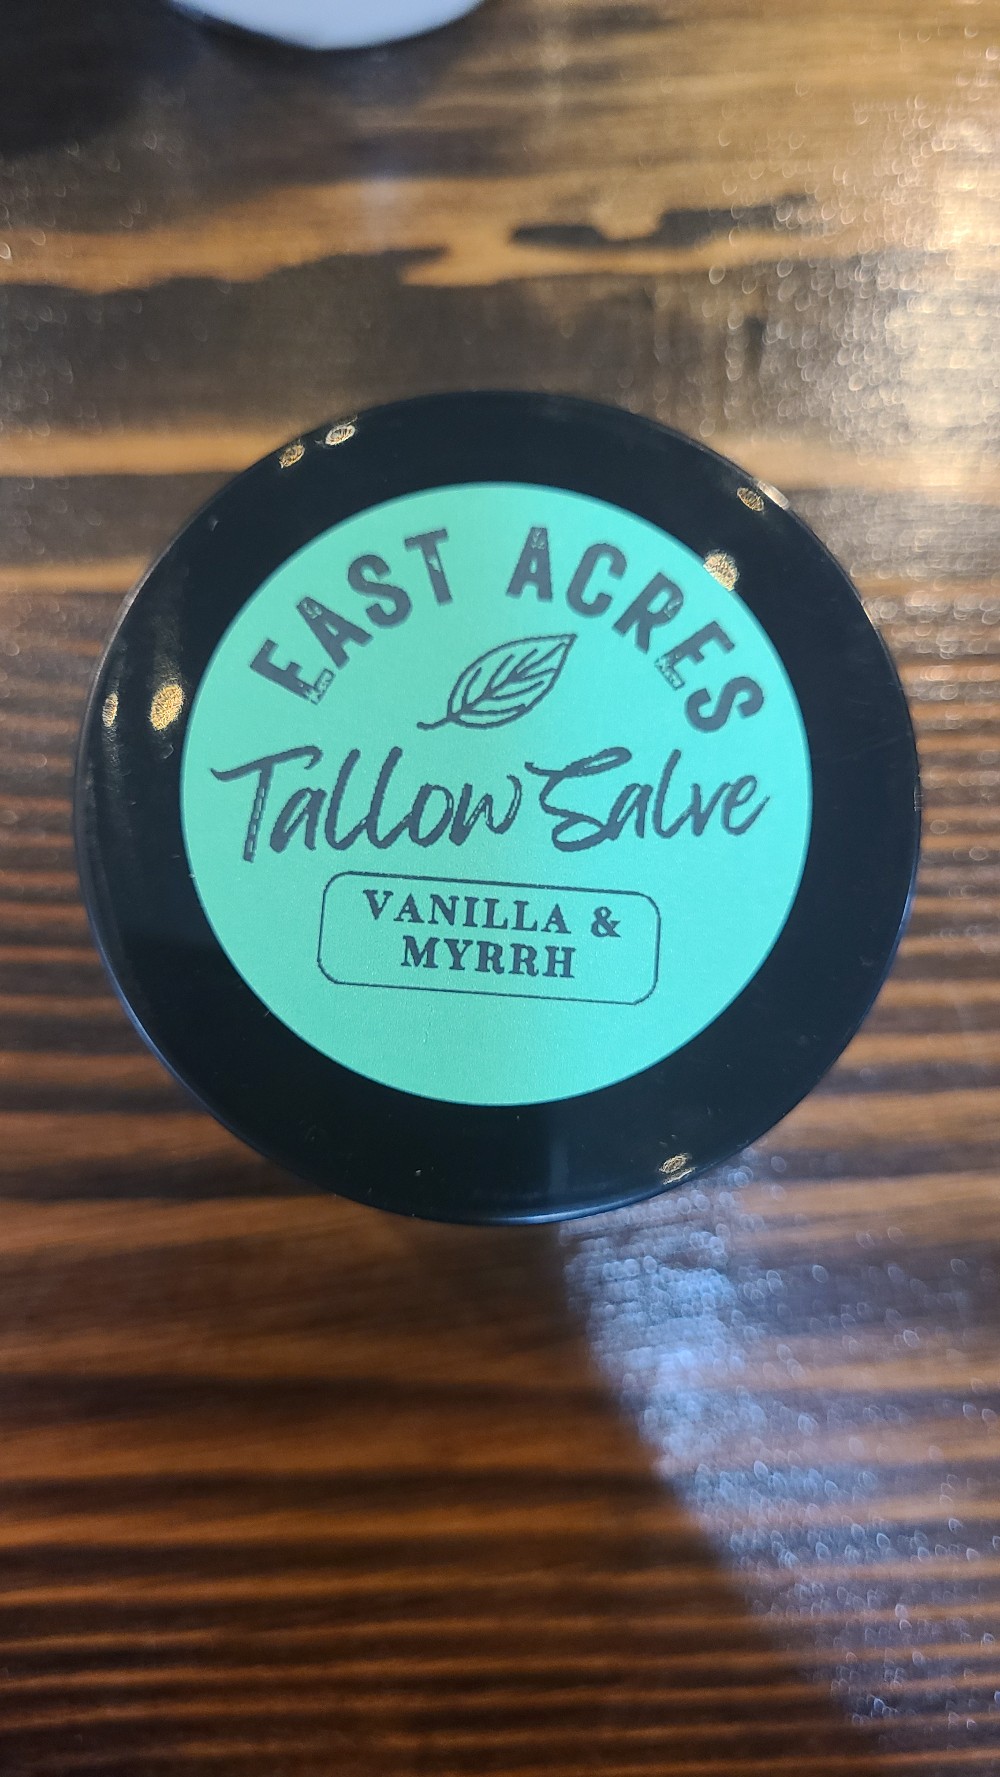 EAST ACRES
Tallow Salve
VANILLA &
MYRRH